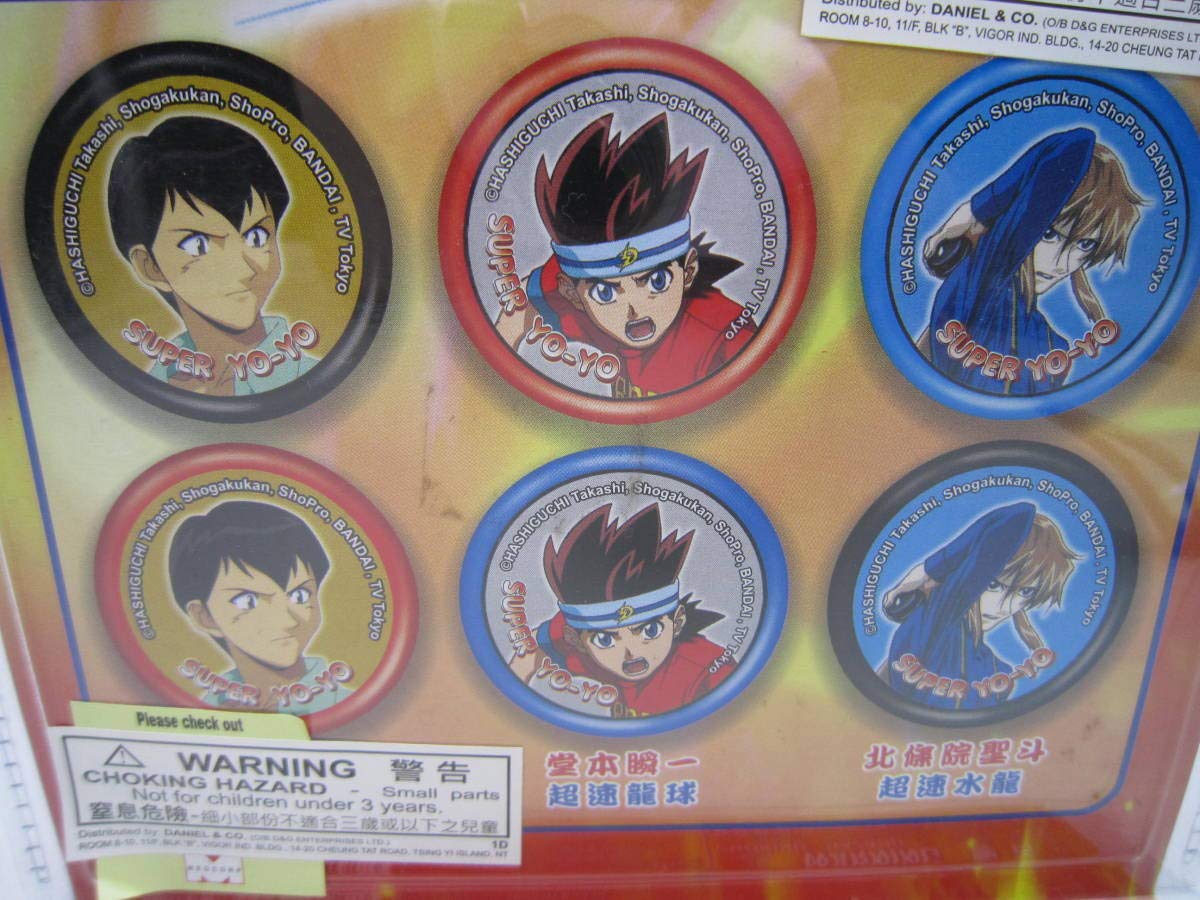 Distributed by: DANIEL & CO. (O/B D&G ENTERPRISES LT
ROOM 8-10, 11/F, BLK "B", VIGOR IND. BLDG., 14-20 CHEUNG TAT
©HASHIGUCHI Takashi, Shogakukan, ShoPro, BANDAI, TV Tokyo
SUPER YO-YO
©HASHIGUCHI Takashi, Shogakukan, ShoPro, BANDAI, TV Tokyo
SUPER YO-YO
©HASHIGUCHI Takashi, Shogakukan, ShoPro, BANDAI, TV Tokyo
SUPER YO-YO
©HASHIGUCHI Takashi, Shogakukan, ShoPro, BANDAI, TV Tokyo
SUPER YO-YO
©HASHIGUCHI Takashi, Shogakukan, ShoPro, BANDAI, TV Tokyo
SUPER YO-YO
©HASHIGUCHI Takashi, Shogakukan, ShoPro, BANDAI, TV Tokyo
SUPER YO-YO
Please check out
WARNING 警告
CHOKING HAZARD - Small parts
Not for children under 3 years.
窒息危險-細小部份不適合三歲或以下之兒童
Distributed by: DANIEL & CO. (O/B D&G ENTERPRISES LTD.) 1D
ROOM 8-10, 11/F, BLK "B", VIGOR IND. BLDG., 14-20 CHEUNG TAT ROAD, TSING YI ISLAND, NT
堂本瞬一
超速龍球
北條院聖斗
超速水龍